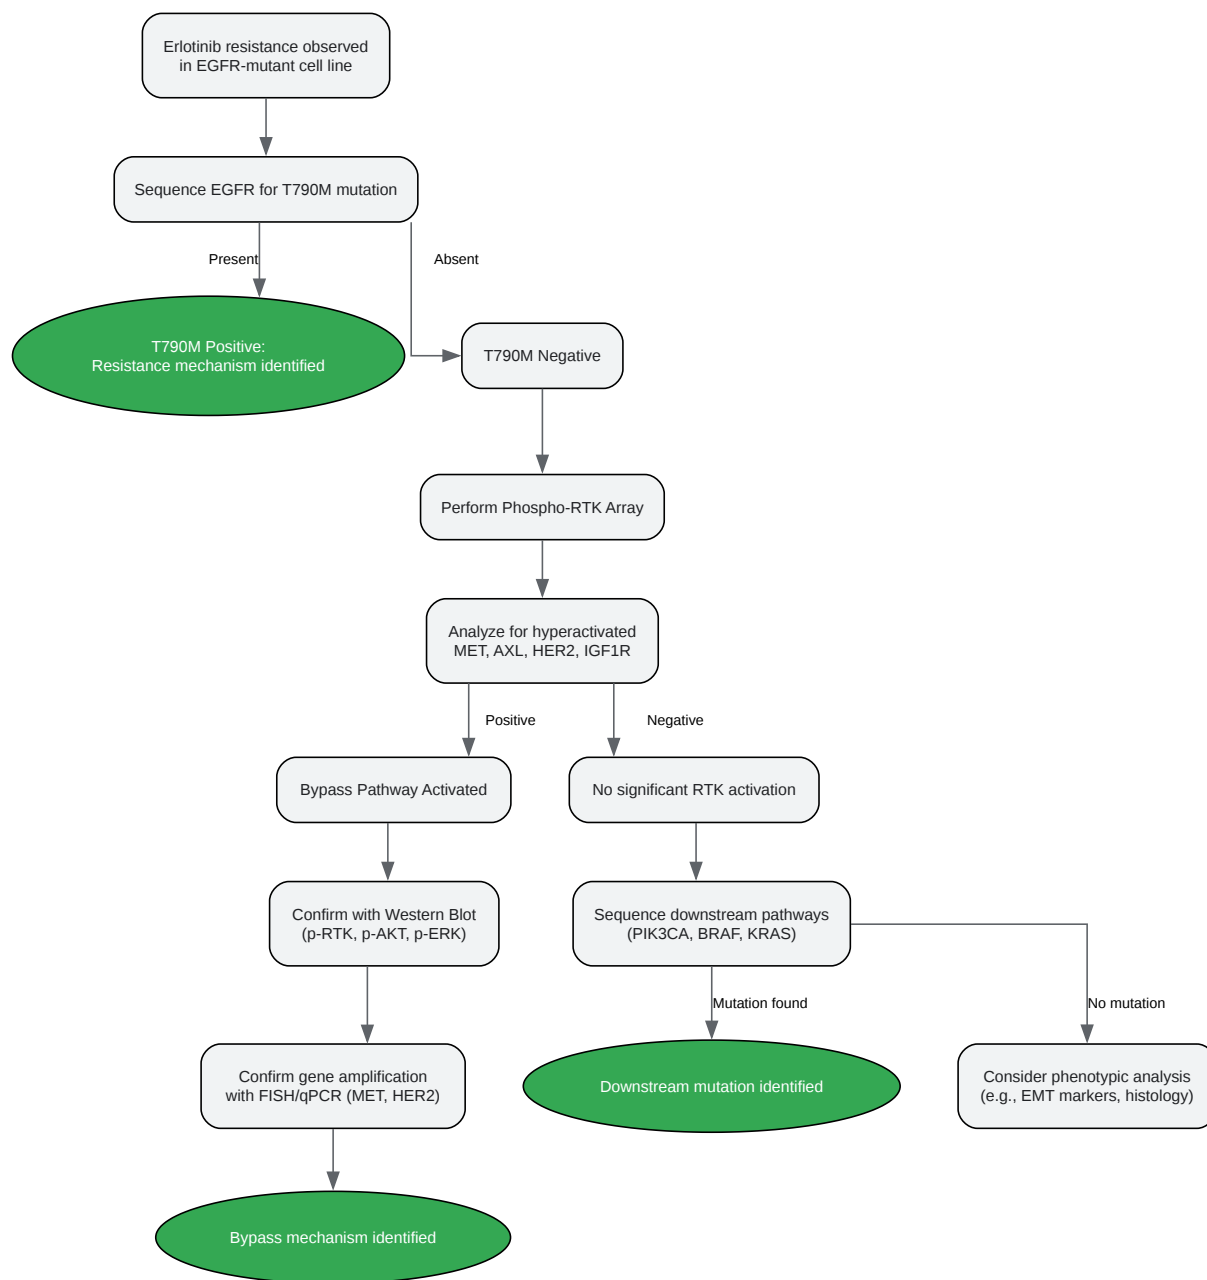 Erlotinib resistance observed
in EGFR-mutant cell line
Sequence EGFR for T790M mutation
Present
Absent
T790M Positive:
Resistance mechanism identified
T790M Negative
Perform Phospho-RTK Array
Analyze for hyperactivated
MET, AXL, HER2, IGF1R
Positive
Negative
Bypass Pathway Activated
No significant RTK activation
Confirm with Western Blot
(p-RTK, p-AKT, p-ERK)
Sequence downstream pathways
(PIK3CA, BRAF, KRAS)
Mutation found
No mutation
Confirm gene amplification
with FISH/qPCR (MET, HER2)
Downstream mutation identified
Consider phenotypic analysis
(e.g., EMT markers, histology)
Bypass mechanism identified